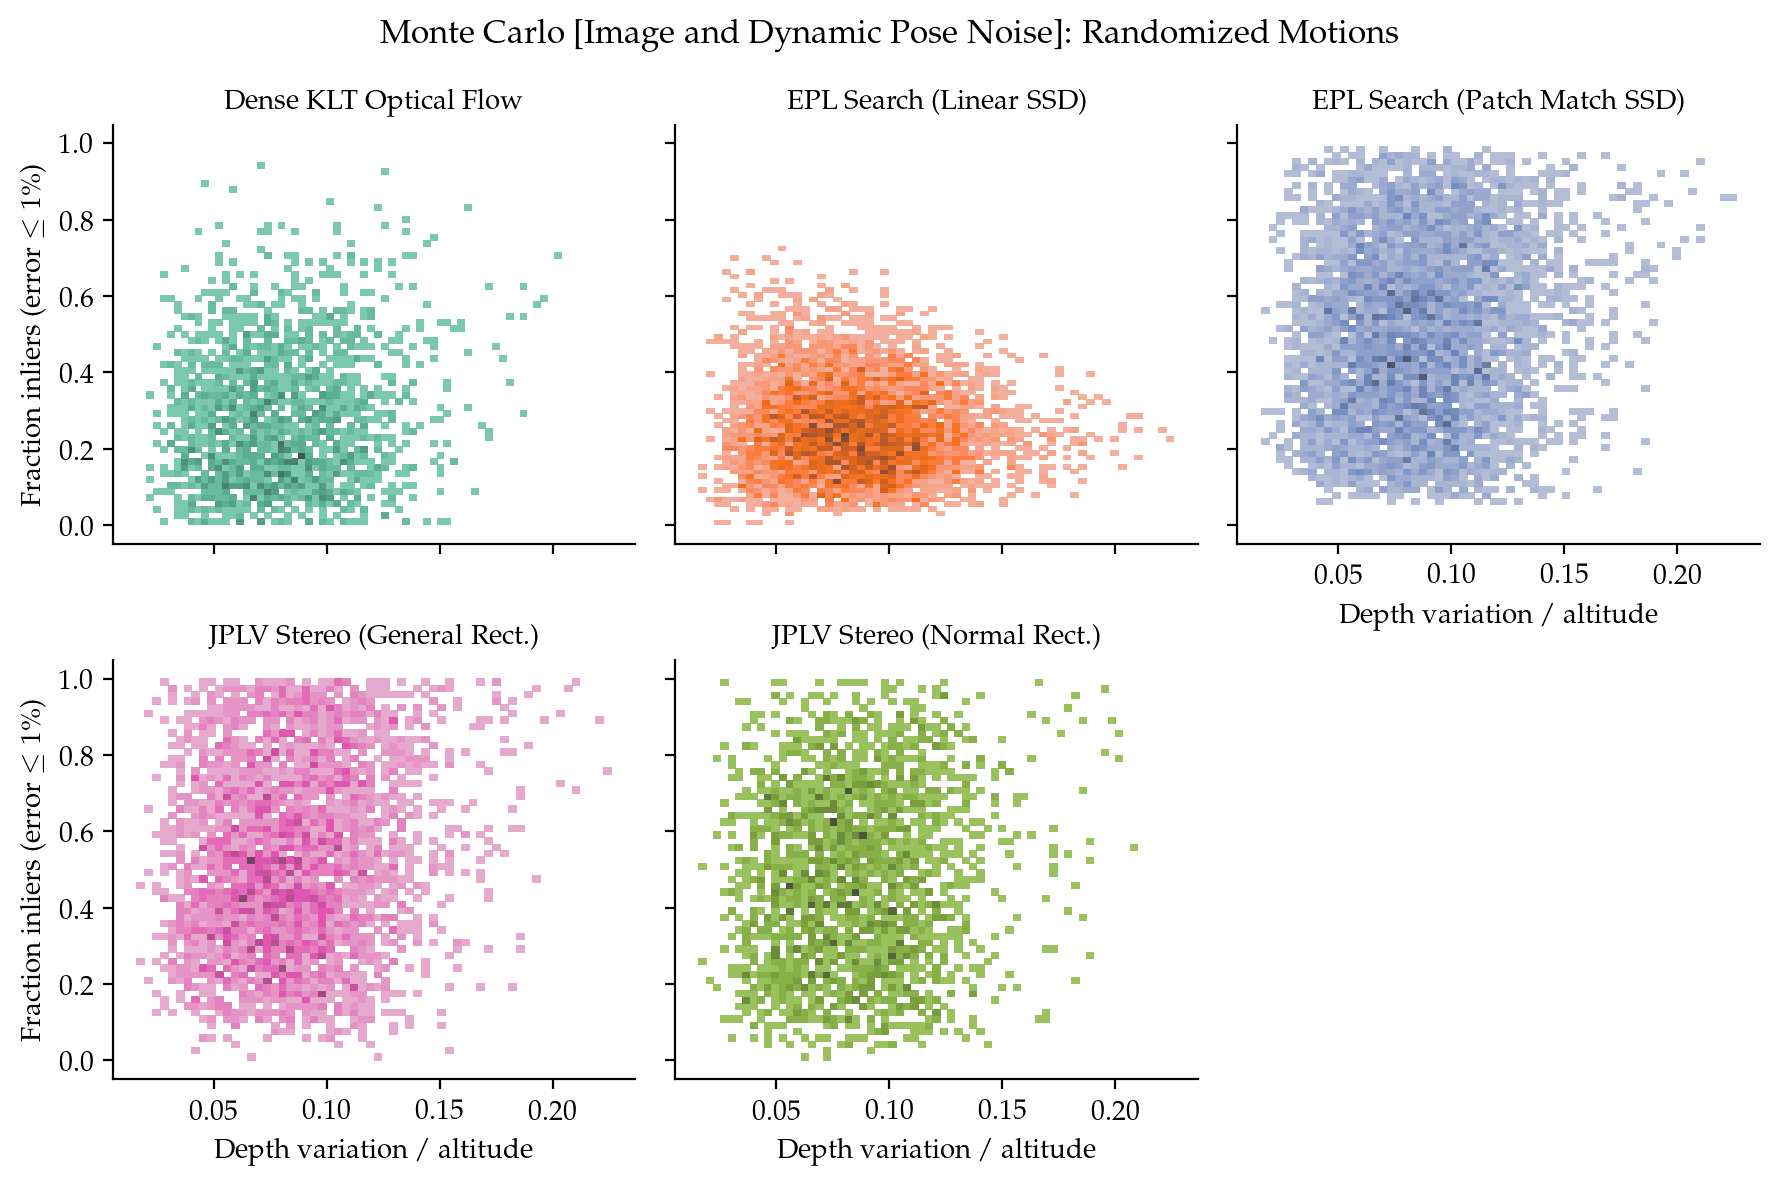 Monte Carlo [Image and Dynamic Pose Noise]: Randomized Motions
Dense KLT Optical Flow
EPL Search (Linear SSD)
EPL Search (Patch Match SSD)
Fraction inliers (error ≤ 1%)
1.0
0.8
0.6
0.4
0.2
0.0
0.05 0.10 0.15 0.20
Depth variation / altitude
JPLV Stereo (General Rect.)
JPLV Stereo (Normal Rect.)
Fraction inliers (error ≤ 1%)
1.0
0.8
0.6
0.4
0.2
0.0
0.05 0.10 0.15 0.20
Depth variation / altitude
0.05 0.10 0.15 0.20
Depth variation / altitude